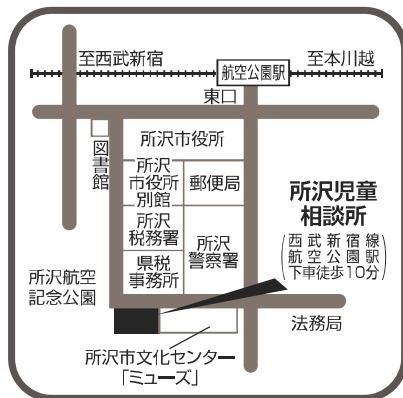 至西武新宿
航空公園駅
至本川越
東口
図書館
所沢市役所
所沢
市役所
別館
郵便局
所沢
税務署
所沢
警察署
県税
事務所
所沢児童
相談所
(西武新宿線
航空公園駅
下車徒歩10分)
所沢航空
記念公園
法務局
所沢市文化センター
「ミューズ」